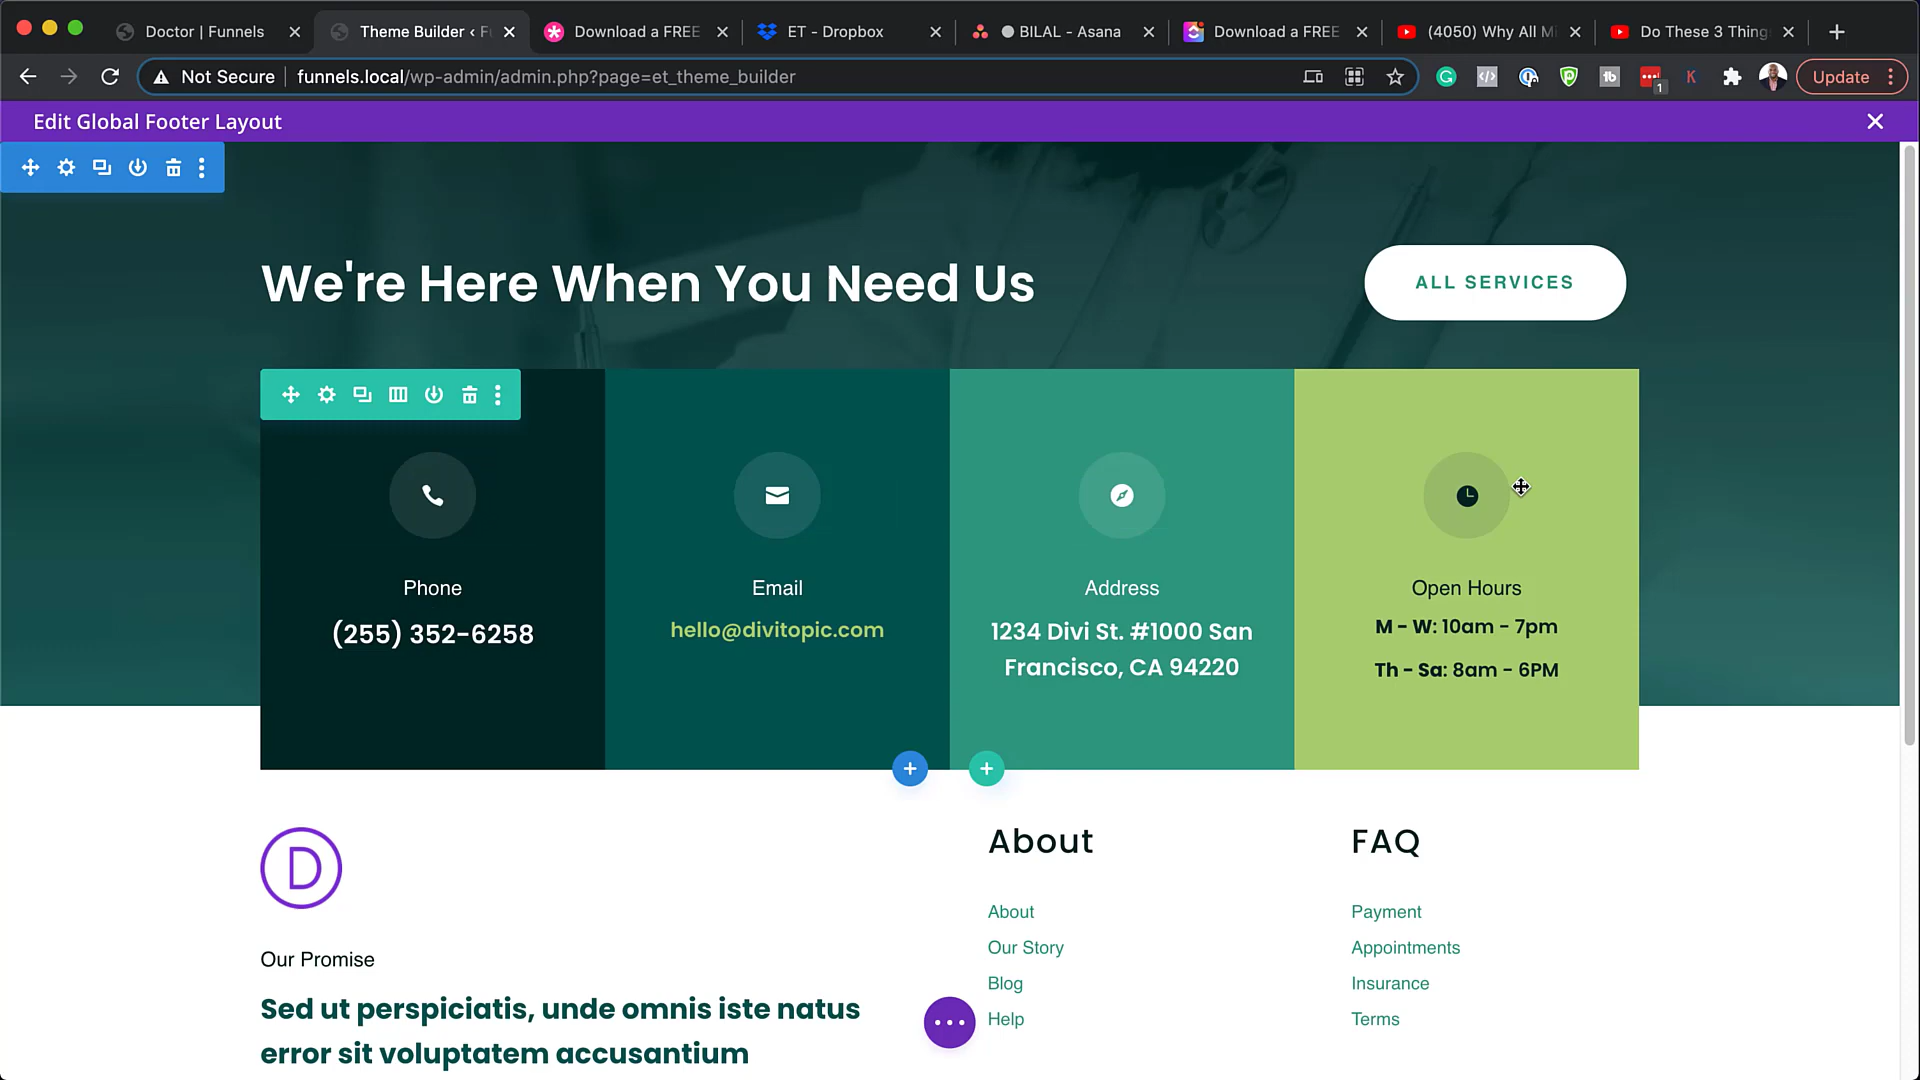 Doctor | Funnels
Theme Builder ‹ F
Download a FREE
ET - Dropbox
BILAL - Asana
Download a FREE
(4050) Why All Mi
Do These 3 Thing
Not Secure
funnels.local/wp-admin/admin.php?page=et_theme_builder
1
K
Update
Edit Global Footer Layout
We're Here When You Need Us
ALL SERVICES
Phone
(255) 352-6258
Email
hello@divitopic.com
Address
1234 Divi St. #1000 San
Francisco, CA 94220
Open Hours
M - W: 10am - 7pm
Th - Sa: 8am - 6PM
D
Our Promise
Sed ut perspiciatis, unde omnis iste natus
error sit voluptatem accusantium
About
About
Our Story
Blog
Help
FAQ
Payment
Appointments
Insurance
Terms